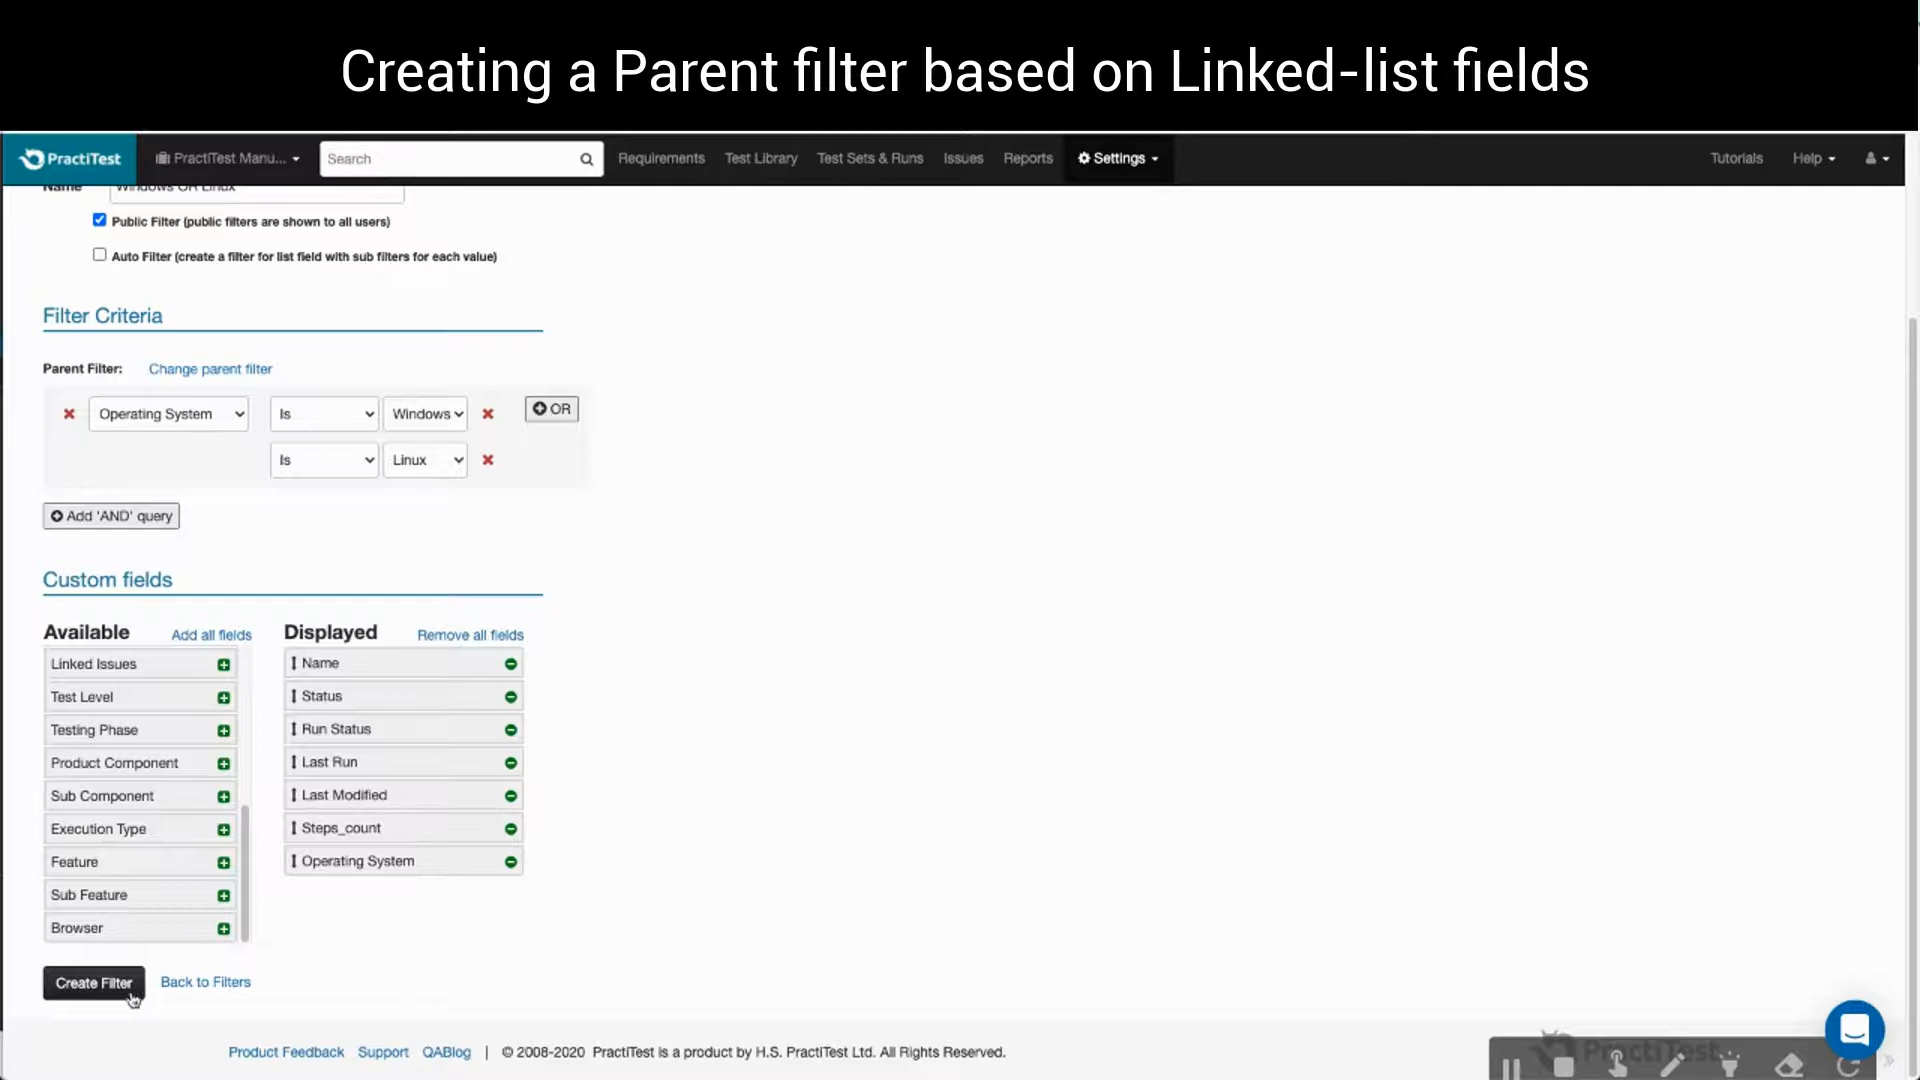 Creating a Parent filter based on Linked-list fields
PractiTest PractiTest Manu... Search Requirements Test Library Test Sets & Runs Issues Reports Settings Tutorials Help
Name Windows OR Linux
Public Filter (public filters are shown to all users)
Auto Filter (create a filter for list field with sub filters for each value)
Filter Criteria
Parent Filter: Change parent filter
Operating System Is Windows OR
Is Linux
Add 'AND' query
Custom fields
Available Add all fields Displayed Remove all fields
Linked Issues Name
Test Level Status
Testing Phase Run Status
Product Component Last Run
Sub Component Last Modified
Execution Type Steps_count
Feature Operating System
Sub Feature
Browser
Create Filter Back to Filters
Product Feedback Support QABlog | © 2008-2020 PractiTest is a product by H.S. PractiTest Ltd. All Rights Reserved.
PractiTest